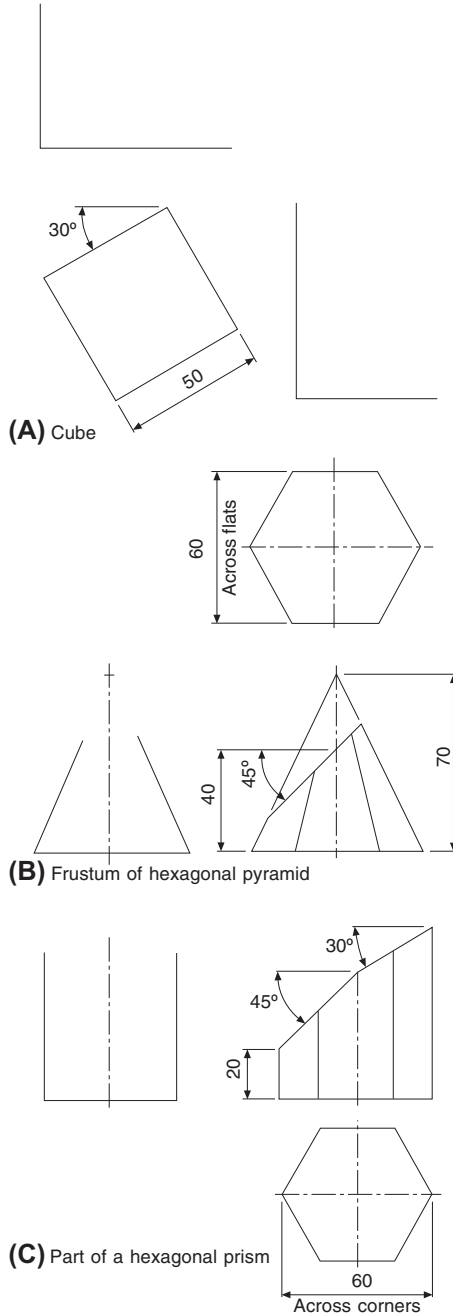 30º
50
(A) Cube
60
Across flats
40
45º
70
(B) Frustum of hexagonal pyramid
30º
45º
20
(C) Part of a hexagonal prism
60
Across corners